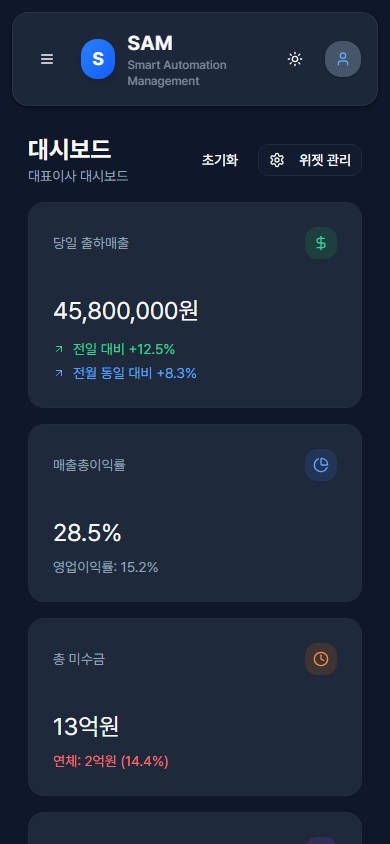 S
SAM
Smart Automation
Management
대시보드
대표이사 대시보드
초기화
위젯 관리
당일 출하매출
45,800,000원
전일 대비 +12.5%
전월 동일 대비 +8.3%
매출총이익률
28.5%
영업이익률: 15.2%
총 미수금
13억원
연체: 2억원 (14.4%)